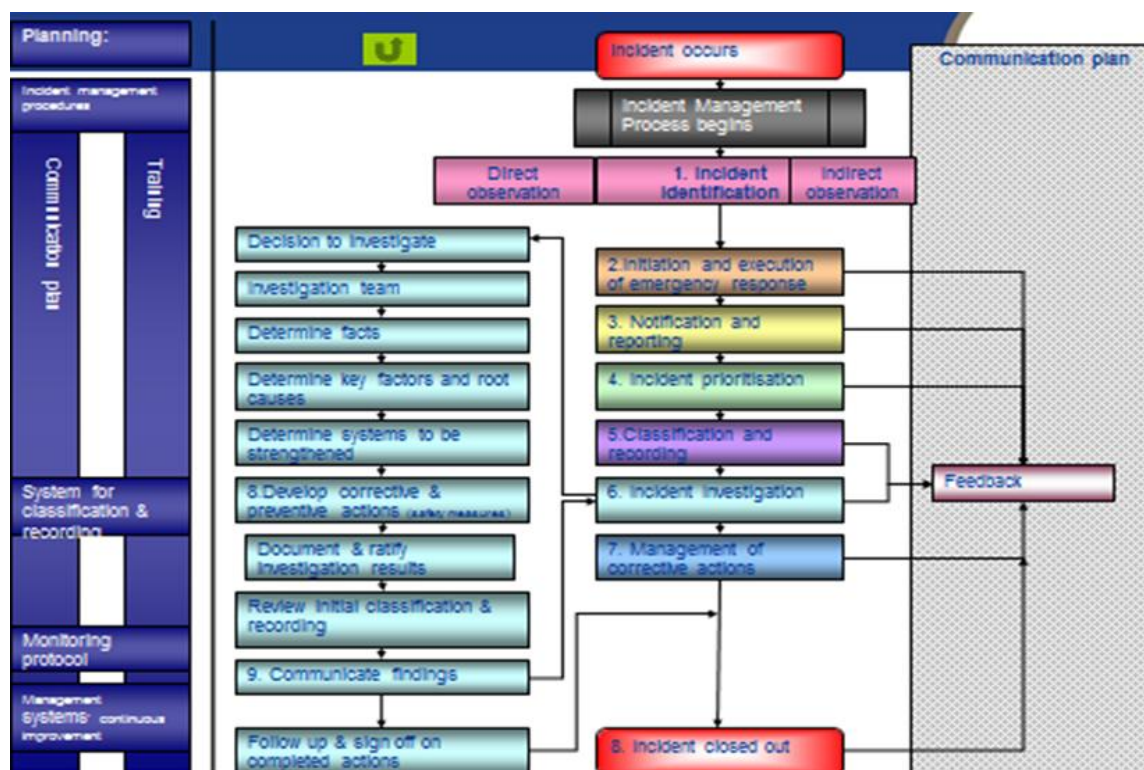 Planning:
Incident management
procedures
Communication plan
Training
System for
classification &
recording
Monitoring
protocol
Management
systems- continuous
improvement
Incident occurs
Incident Management
Process begins
Direct
observation
1. Incident
identification
Indirect
observation
2.Initiation and execution
of emergency response
3. Notification and
reporting
4. Incident prioritisation
5.Classification and
recording
6. Incident investigation
7. Management of
corrective actions
8. Incident closed out
Decision to investigate
Investigation team
Determine facts
Determine key factors and root
causes
Determine systems to be
strengthened
8.Develop corrective &
preventive actions (safety measures)
Document & ratify
investigation results
Review initial classification &
recording
9. Communicate findings
Follow up & sign off on
completed actions
Communication plan
Feedback